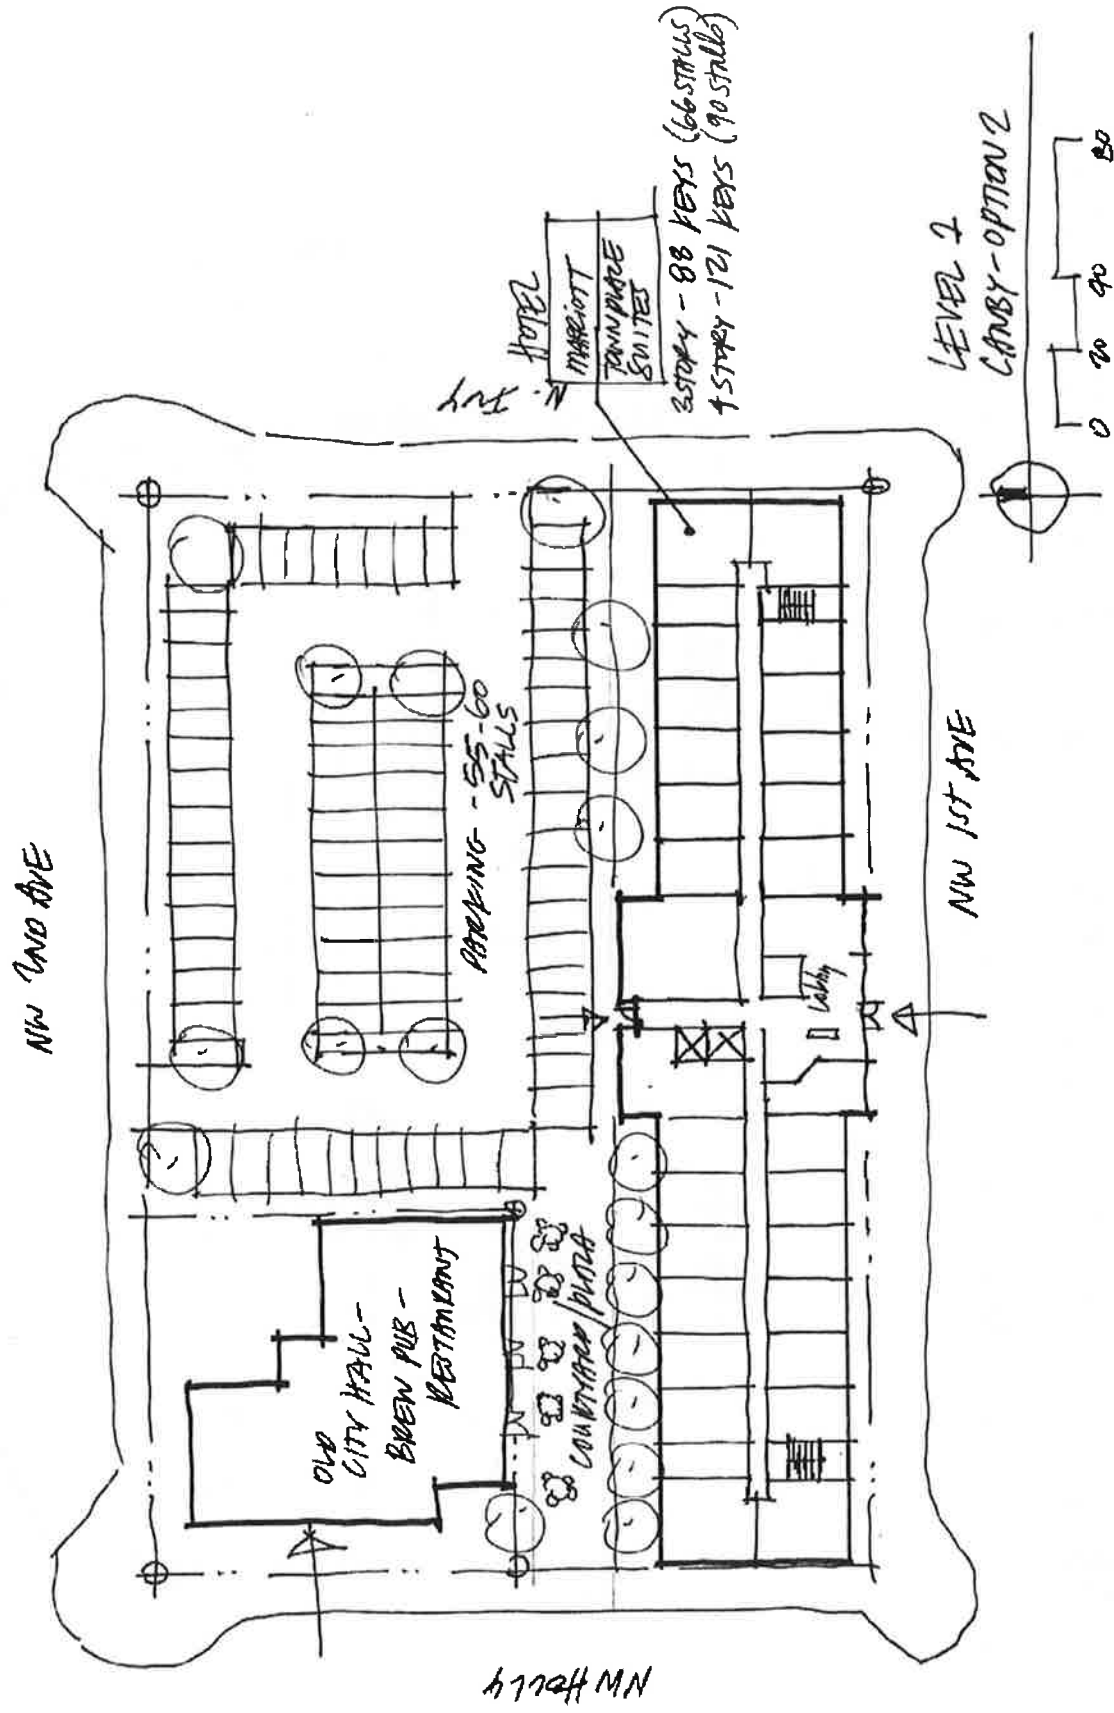 NW 2ND AVE
N. IVY
HOTEL
MARRIOTT
TOWNPLACE
SUITES
3 STORY - 88 KEYS (66 STALLS)
4 STORY - 121 KEYS (90 stalls)
PARKING - 55-60
STALLS
OLD
CITY HALL -
BREW PUB -
RESTAURANT
COURTYARD/PLAZA
Lobby
NW 1ST AVE
NW HOLLY
LEVEL 1
CANBY - OPTION 2
0 20 40 80